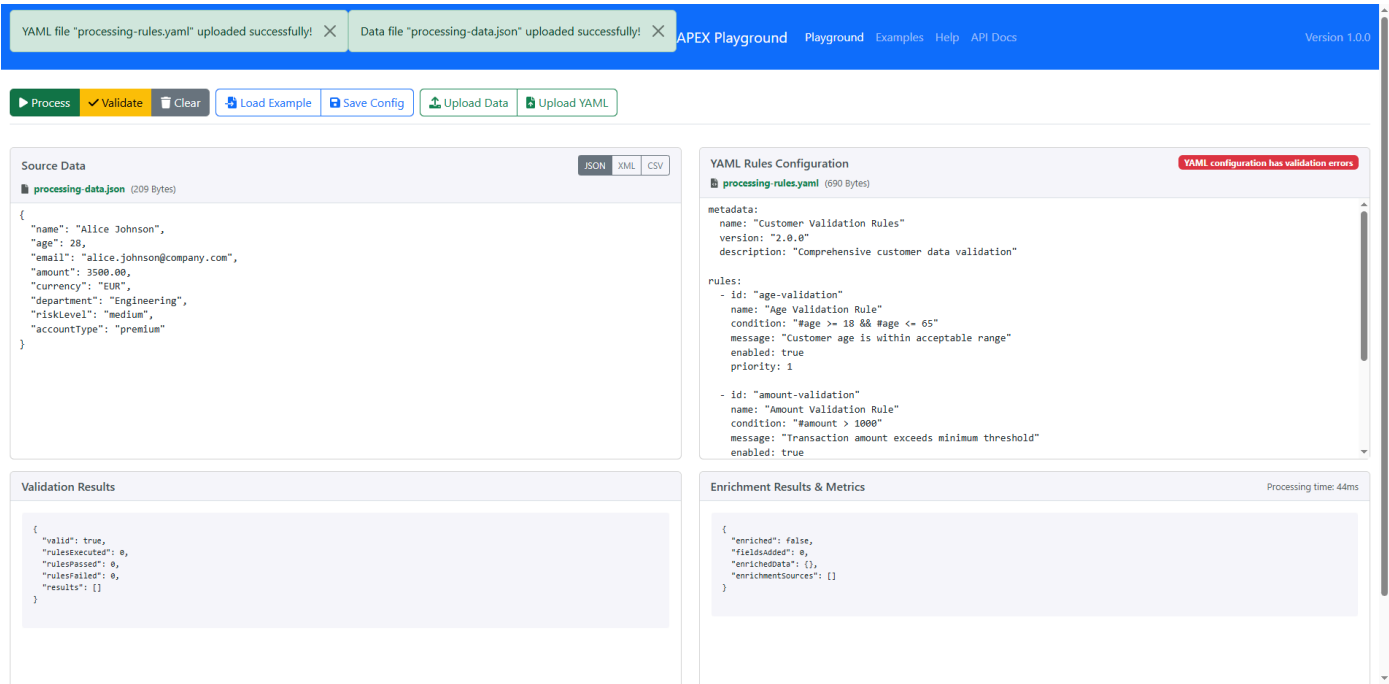 YAML file "processing-rules.yaml" uploaded successfully!
Data file "processing-data.json" uploaded successfully!
APEX Playground Playground Examples Help API Docs Version 1.0.0
Process Validate Clear Load Example Save Config Upload Data Upload YAML
Source Data JSON XML CSV
processing-data.json (209 Bytes)
{
  "name": "Alice Johnson",
  "age": 28,
  "email": "alice.johnson@company.com",
  "amount": 3500.00,
  "currency": "EUR",
  "department": "Engineering",
  "riskLevel": "medium",
  "accountType": "premium"
}
YAML Rules Configuration YAML configuration has validation errors
processing-rules.yaml (690 Bytes)
metadata:
  name: "Customer Validation Rules"
  version: "2.0.0"
  description: "Comprehensive customer data validation"
rules:
  - id: "age-validation"
    name: "Age Validation Rule"
    condition: "#age >= 18 && #age <= 65"
    message: "Customer age is within acceptable range"
    enabled: true
    priority: 1
  - id: "amount-validation"
    name: "Amount Validation Rule"
    condition: "#amount > 1000"
    message: "Transaction amount exceeds minimum threshold"
    enabled: true
Validation Results
{
  "valid": true,
  "rulesExecuted": 0,
  "rulesPassed": 0,
  "rulesFailed": 0,
  "results": []
}
Enrichment Results & Metrics Processing time: 44ms
{
  "enriched": false,
  "fieldsAdded": 0,
  "enrichedData": {},
  "enrichmentSources": []
}